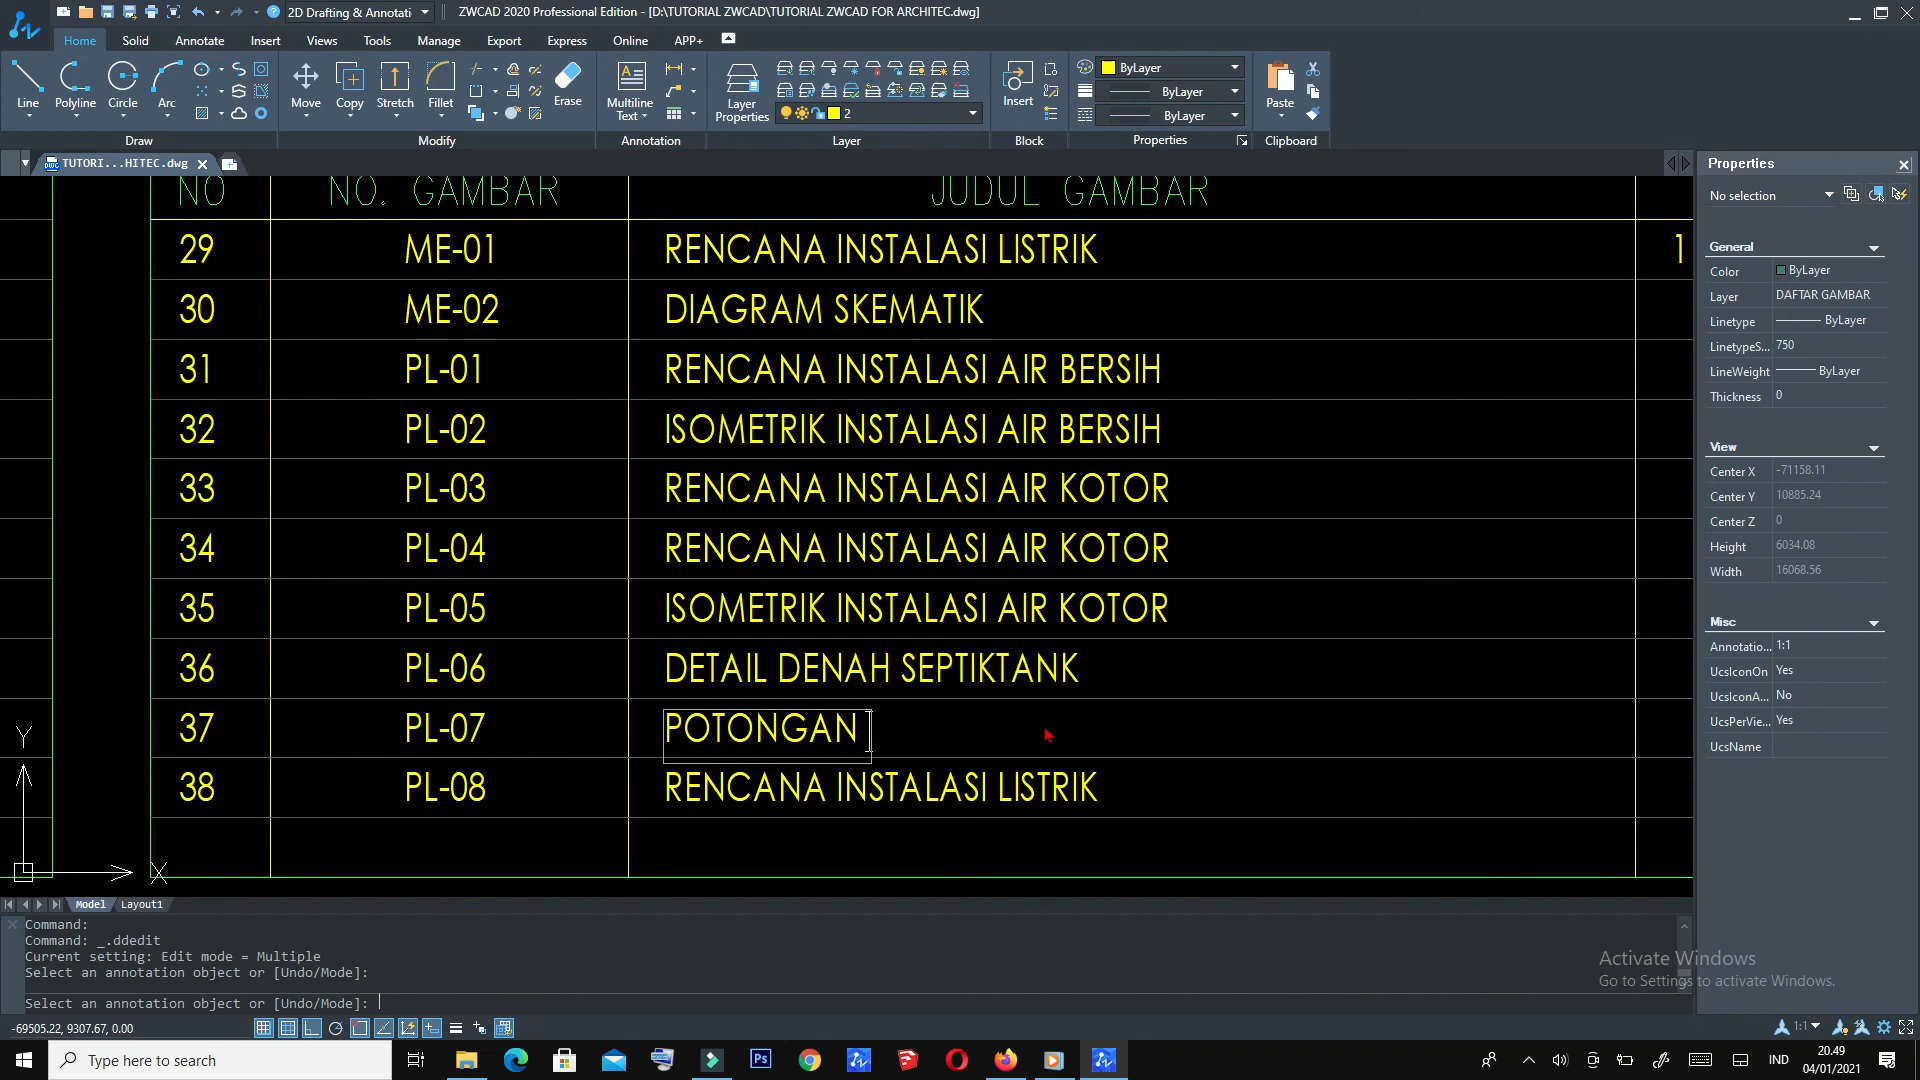 2D Drafting & Annotati
ZWCAD 2020 Professional Edition - [D:\TUTORIAL ZWCAD\TUTORIAL ZWCAD FOR ARCHITEC.dwg]
Home Solid Annotate Insert Views Tools Manage Export Express Online APP+
Line Polyline Circle Arc
Move Copy Stretch Fillet Erase
Multiline Text
Layer Properties
2
Insert
ByLayer
ByLayer
ByLayer
Paste
Draw Modify Annotation Layer Block Properties Clipboard
TUTORI...HITEC.dwg
NO NO. GAMBAR JUDUL GAMBAR
29 ME-01 RENCANA INSTALASI LISTRIK 1
30 ME-02 DIAGRAM SKEMATIK
31 PL-01 RENCANA INSTALASI AIR BERSIH
32 PL-02 ISOMETRIK INSTALASI AIR BERSIH
33 PL-03 RENCANA INSTALASI AIR KOTOR
34 PL-04 RENCANA INSTALASI AIR KOTOR
35 PL-05 ISOMETRIK INSTALASI AIR KOTOR
36 PL-06 DETAIL DENAH SEPTIKTANK
37 PL-07 POTONGAN
38 PL-08 RENCANA INSTALASI LISTRIK
Y
X
Properties
No selection
General
Color ByLayer
Layer DAFTAR GAMBAR
Linetype ByLayer
LinetypeS... 750
LineWeight ByLayer
Thickness 0
View
Center X -71158.11
Center Y 10885.24
Center Z 0
Height 6034.08
Width 16068.56
Misc
Annotatio... 1:1
UcsIconOn Yes
UcsIconA... No
UcsPerVie... Yes
UcsName
Model Layout1
Command:
Command: _.ddedit
Current setting: Edit mode = Multiple
Select an annotation object or [Undo/Mode]:
Select an annotation object or [Undo/Mode]:
Activate Windows
Go to Settings to activate Windows.
-69505.22, 9307.67, 0.00
1:1
Type here to search
Ps
IND
20.49
04/01/2021